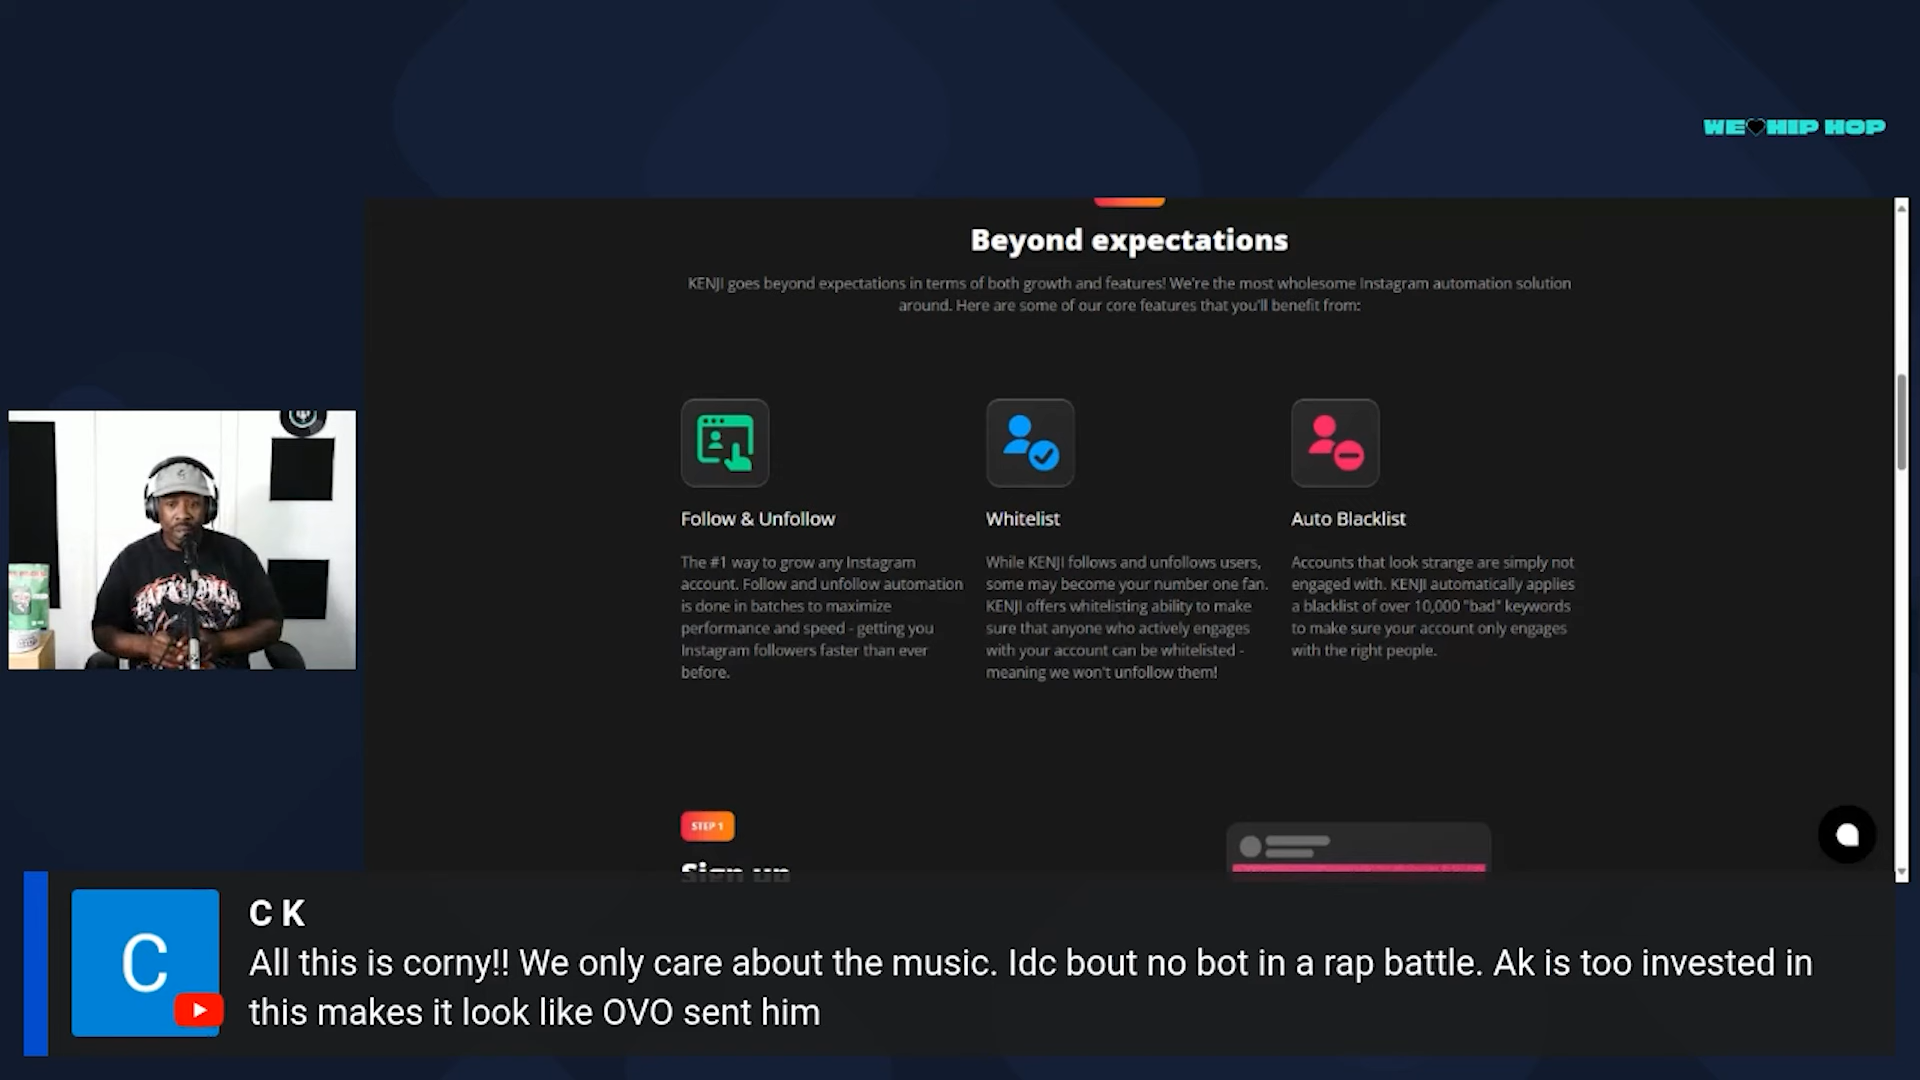 WE HIP HOP
Beyond expectations
KENJI goes beyond expectations in terms of both growth and features! We're the most wholesome Instagram automation solution
around. Here are some of our core features that you'll benefit from:
Follow & Unfollow
The #1 way to grow any Instagram
account. Follow and unfollow automation
is done in batches to maximize
performance and speed - getting you
Instagram followers faster than ever
before.
Whitelist
While KENJI follows and unfollows users,
some may become your number one fan.
KENJI offers whitelisting ability to make
sure that anyone who actively engages
with your account can be whitelisted -
meaning we won't unfollow them!
Auto Blacklist
Accounts that look strange are simply not
engaged with. KENJI automatically applies
a blacklist of over 10,000 "bad" keywords
to make sure your account only engages
with the right people.
STEP 1
Sign up
C
C K
All this is corny!! We only care about the music. Idc bout no bot in a rap battle. Ak is too invested in
this makes it look like OVO sent him